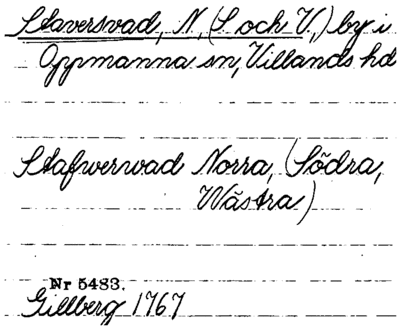 Staversvad, N. (S. och V.) by i
Oppmanna sn, Villands hd
Stafwerwad Norra, (Södra,
Wästra)
Nr 5483.
Gillberg 1767